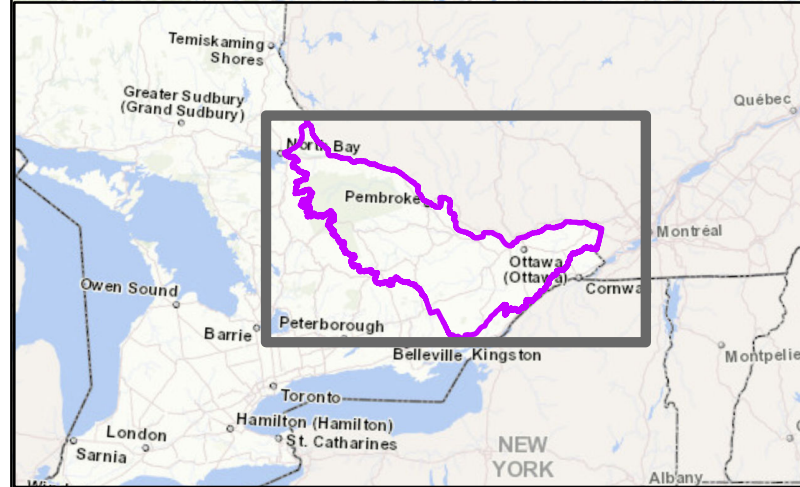 Temiskaming
Shores
Greater Sudbury
(Grand Sudbury)
Québec
North Bay
Pembroke
Montréal
Ottawa
(Ottawa)
Cornwa
Owen Sound
Barrie
Peterborough
Belleville
Kingston
Montpelie
Toronto
Hamilton (Hamilton)
London
St. Catharines
Sarnia
NEW
YORK
Albany